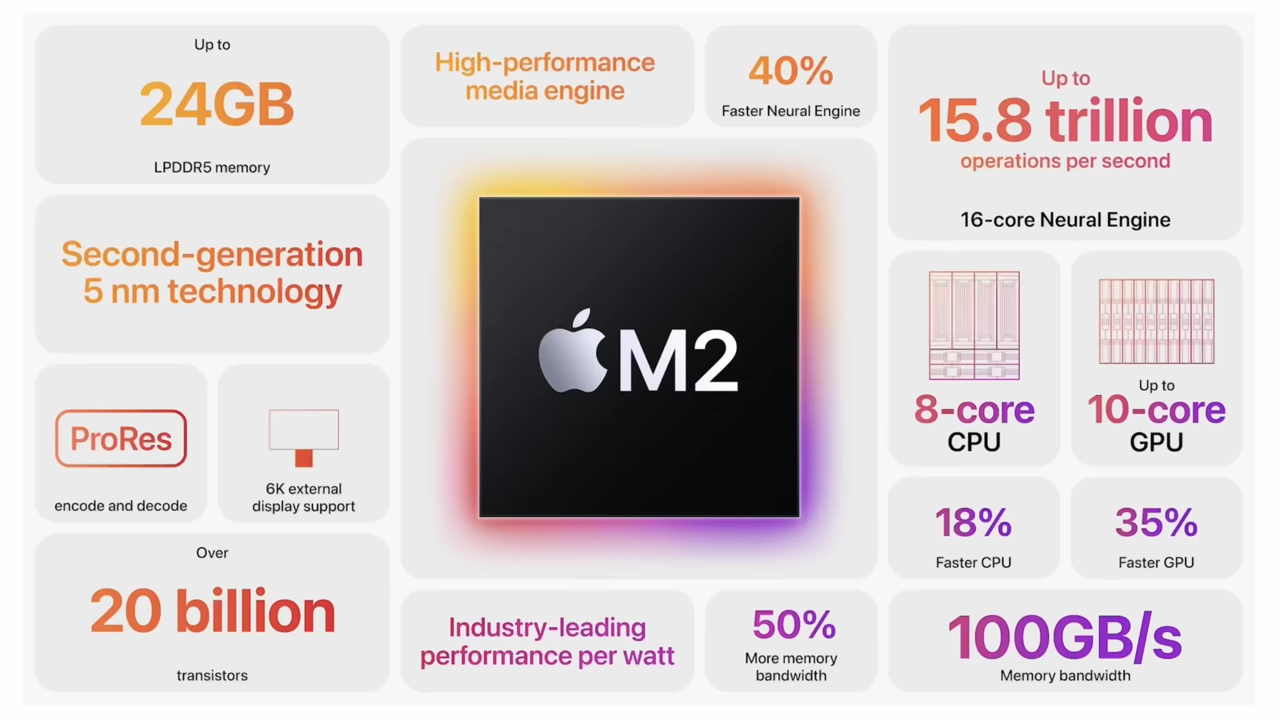 Up to
24GB
LPDDR5 memory
High-performance
media engine
40%
Faster Neural Engine
Up to
15.8 trillion
operations per second
16-core Neural Engine
Second-generation
5 nm technology
M2
8-core
CPU
Up to
10-core
GPU
ProRes
encode and decode
6K external
display support
18%
Faster CPU
35%
Faster GPU
Over
20 billion
transistors
Industry-leading
performance per watt
50%
More memory
bandwidth
100GB/s
Memory bandwidth